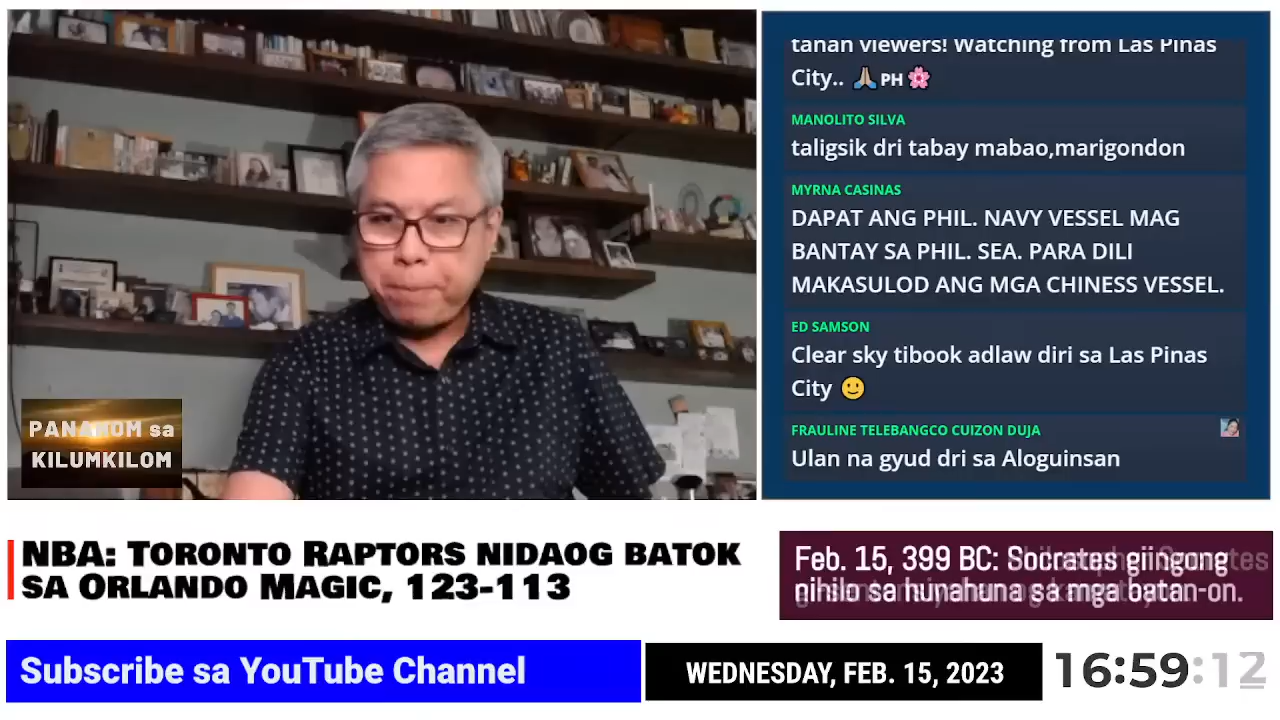 tanan viewers! Watching from Las Pinas
City.. 🙏🏽 PH 🌸
MANOLITO SILVA
taligsik dri tabay mabao,marigondon
MYRNA CASINAS
DAPAT ANG PHIL. NAVY VESSEL MAG
BANTAY SA PHIL. SEA. PARA DILI
MAKASULOD ANG MGA CHINESS VESSEL.
ED SAMSON
Clear sky tibook adlaw diri sa Las Pinas
City 🙂
FRAULINE TELEBANGCO CUIZON DUJA
Ulan na gyud dri sa Aloguinsan
PANAHOM sa
KILUMKILOM
NBA: TORONTO RAPTORS NIDAOG BATOK
SA ORLANDO MAGIC, 123-113
Feb. 15, 399 BC: Socrates giingong
nihilo sa hunahuna sa mga batan-on.
Subscribe sa YouTube Channel
WEDNESDAY, FEB. 15, 2023
16:59:12